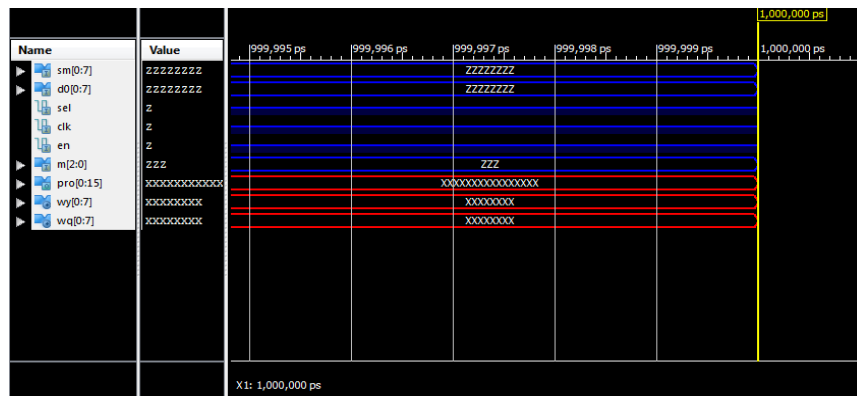 1,000,000 ps
Name Value 999,995 ps 999,996 ps 999,997 ps 999,998 ps 999,999 ps 1,000,000 ps
sm[0:7] zzzzzzzz ZZZZZZZZ
d0[0:7] zzzzzzzz ZZZZZZZZ
sel z
clk z
en z
m[2:0] zzz ZZZ
pro[0:15] XXXXXXXXXXX XXXXXXXXXXXXXXXX
wy[0:7] XXXXXXXX XXXXXXXX
wq[0:7] XXXXXXXX XXXXXXXX
X1: 1,000,000 ps